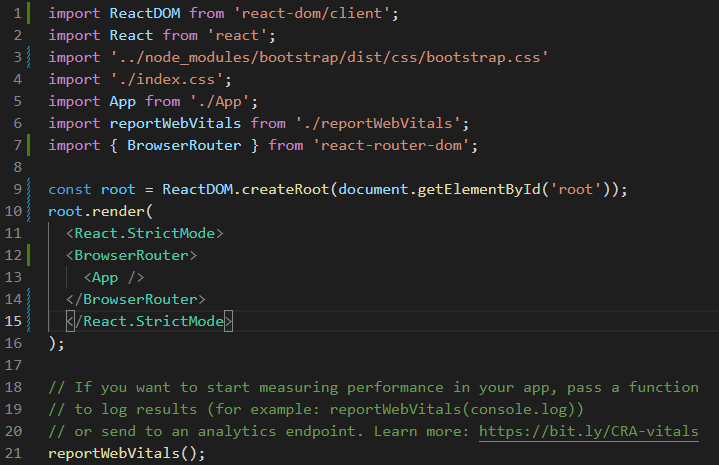 1 import ReactDOM from 'react-dom/client';
2 import React from 'react';
3 import '../node_modules/bootstrap/dist/css/bootstrap.css'
4 import './index.css';
5 import App from './App';
6 import reportWebVitals from './reportWebVitals';
7 import { BrowserRouter } from 'react-router-dom';
8
9 const root = ReactDOM.createRoot(document.getElementById('root'));
10 root.render(
11   <React.StrictMode>
12   <BrowserRouter>
13     <App />
14   </BrowserRouter>
15   </React.StrictMode>
16 );
17
18 // If you want to start measuring performance in your app, pass a function
19 // to log results (for example: reportWebVitals(console.log))
20 // or send to an analytics endpoint. Learn more: https://bit.ly/CRA-vitals
21 reportWebVitals();